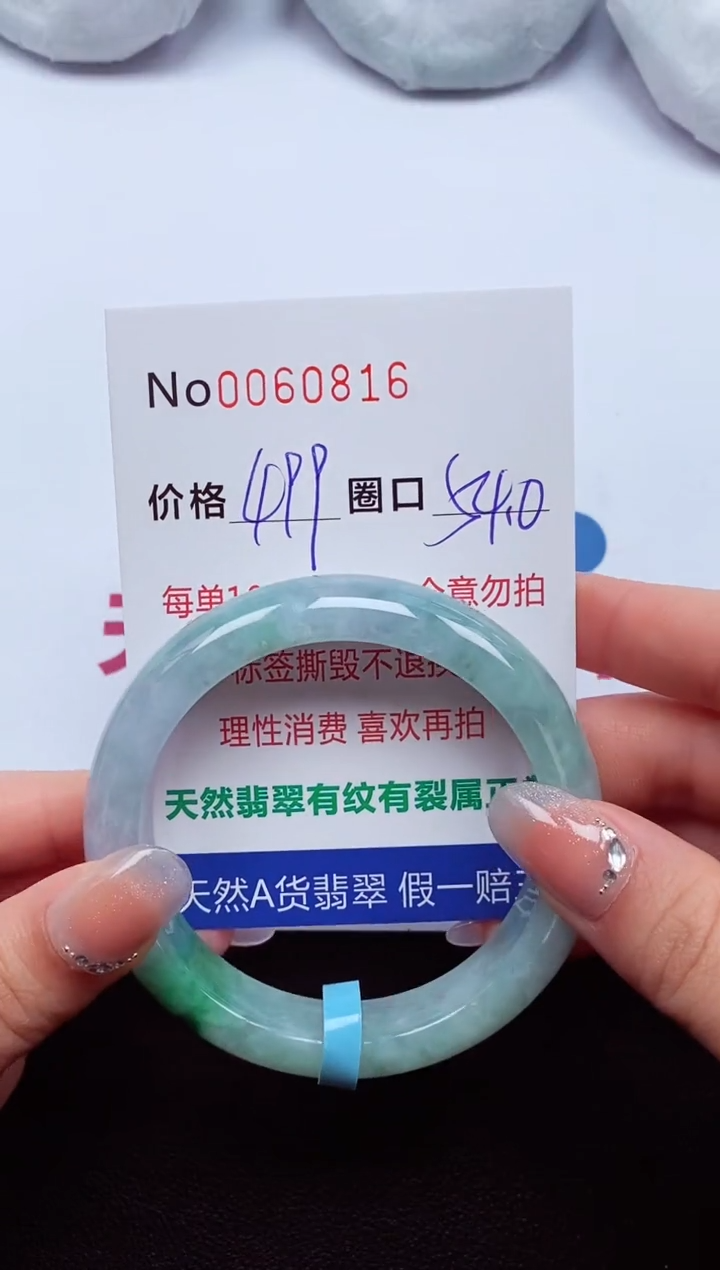 No0060816
价格 499 圈口 54.0
每单1 意勿拍
标签撕毁不退换
理性消费 喜欢再拍
天然翡翠有纹有裂属正
天然A货翡翠 假一赔